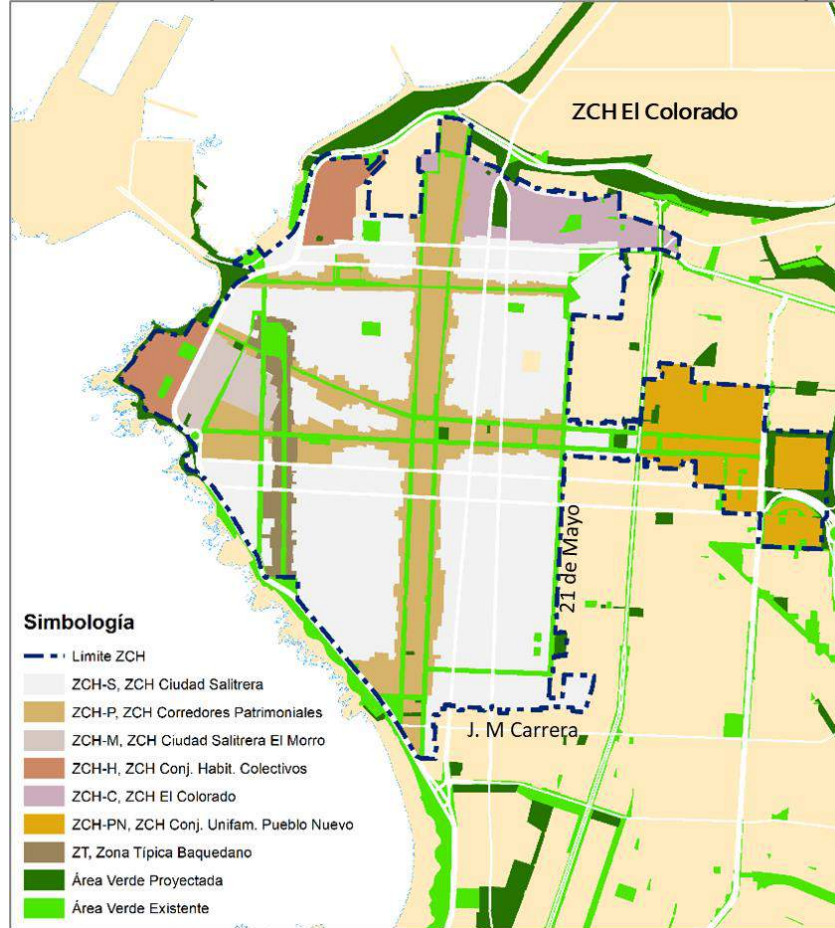 ZCH El Colorado
21 de Mayo
J. M Carrera
Simbología
Limite ZCH
ZCH-S, ZCH Ciudad Salitrera
ZCH-P, ZCH Corredores Patrimoniales
ZCH-M, ZCH Ciudad Salitrera El Morro
ZCH-H, ZCH Conj. Habit. Colectivos
ZCH-C, ZCH El Colorado
ZCH-PN, ZCH Conj. Unifam. Pueblo Nuevo
ZT, Zona Típica Baquedano
Área Verde Proyectada
Área Verde Existente